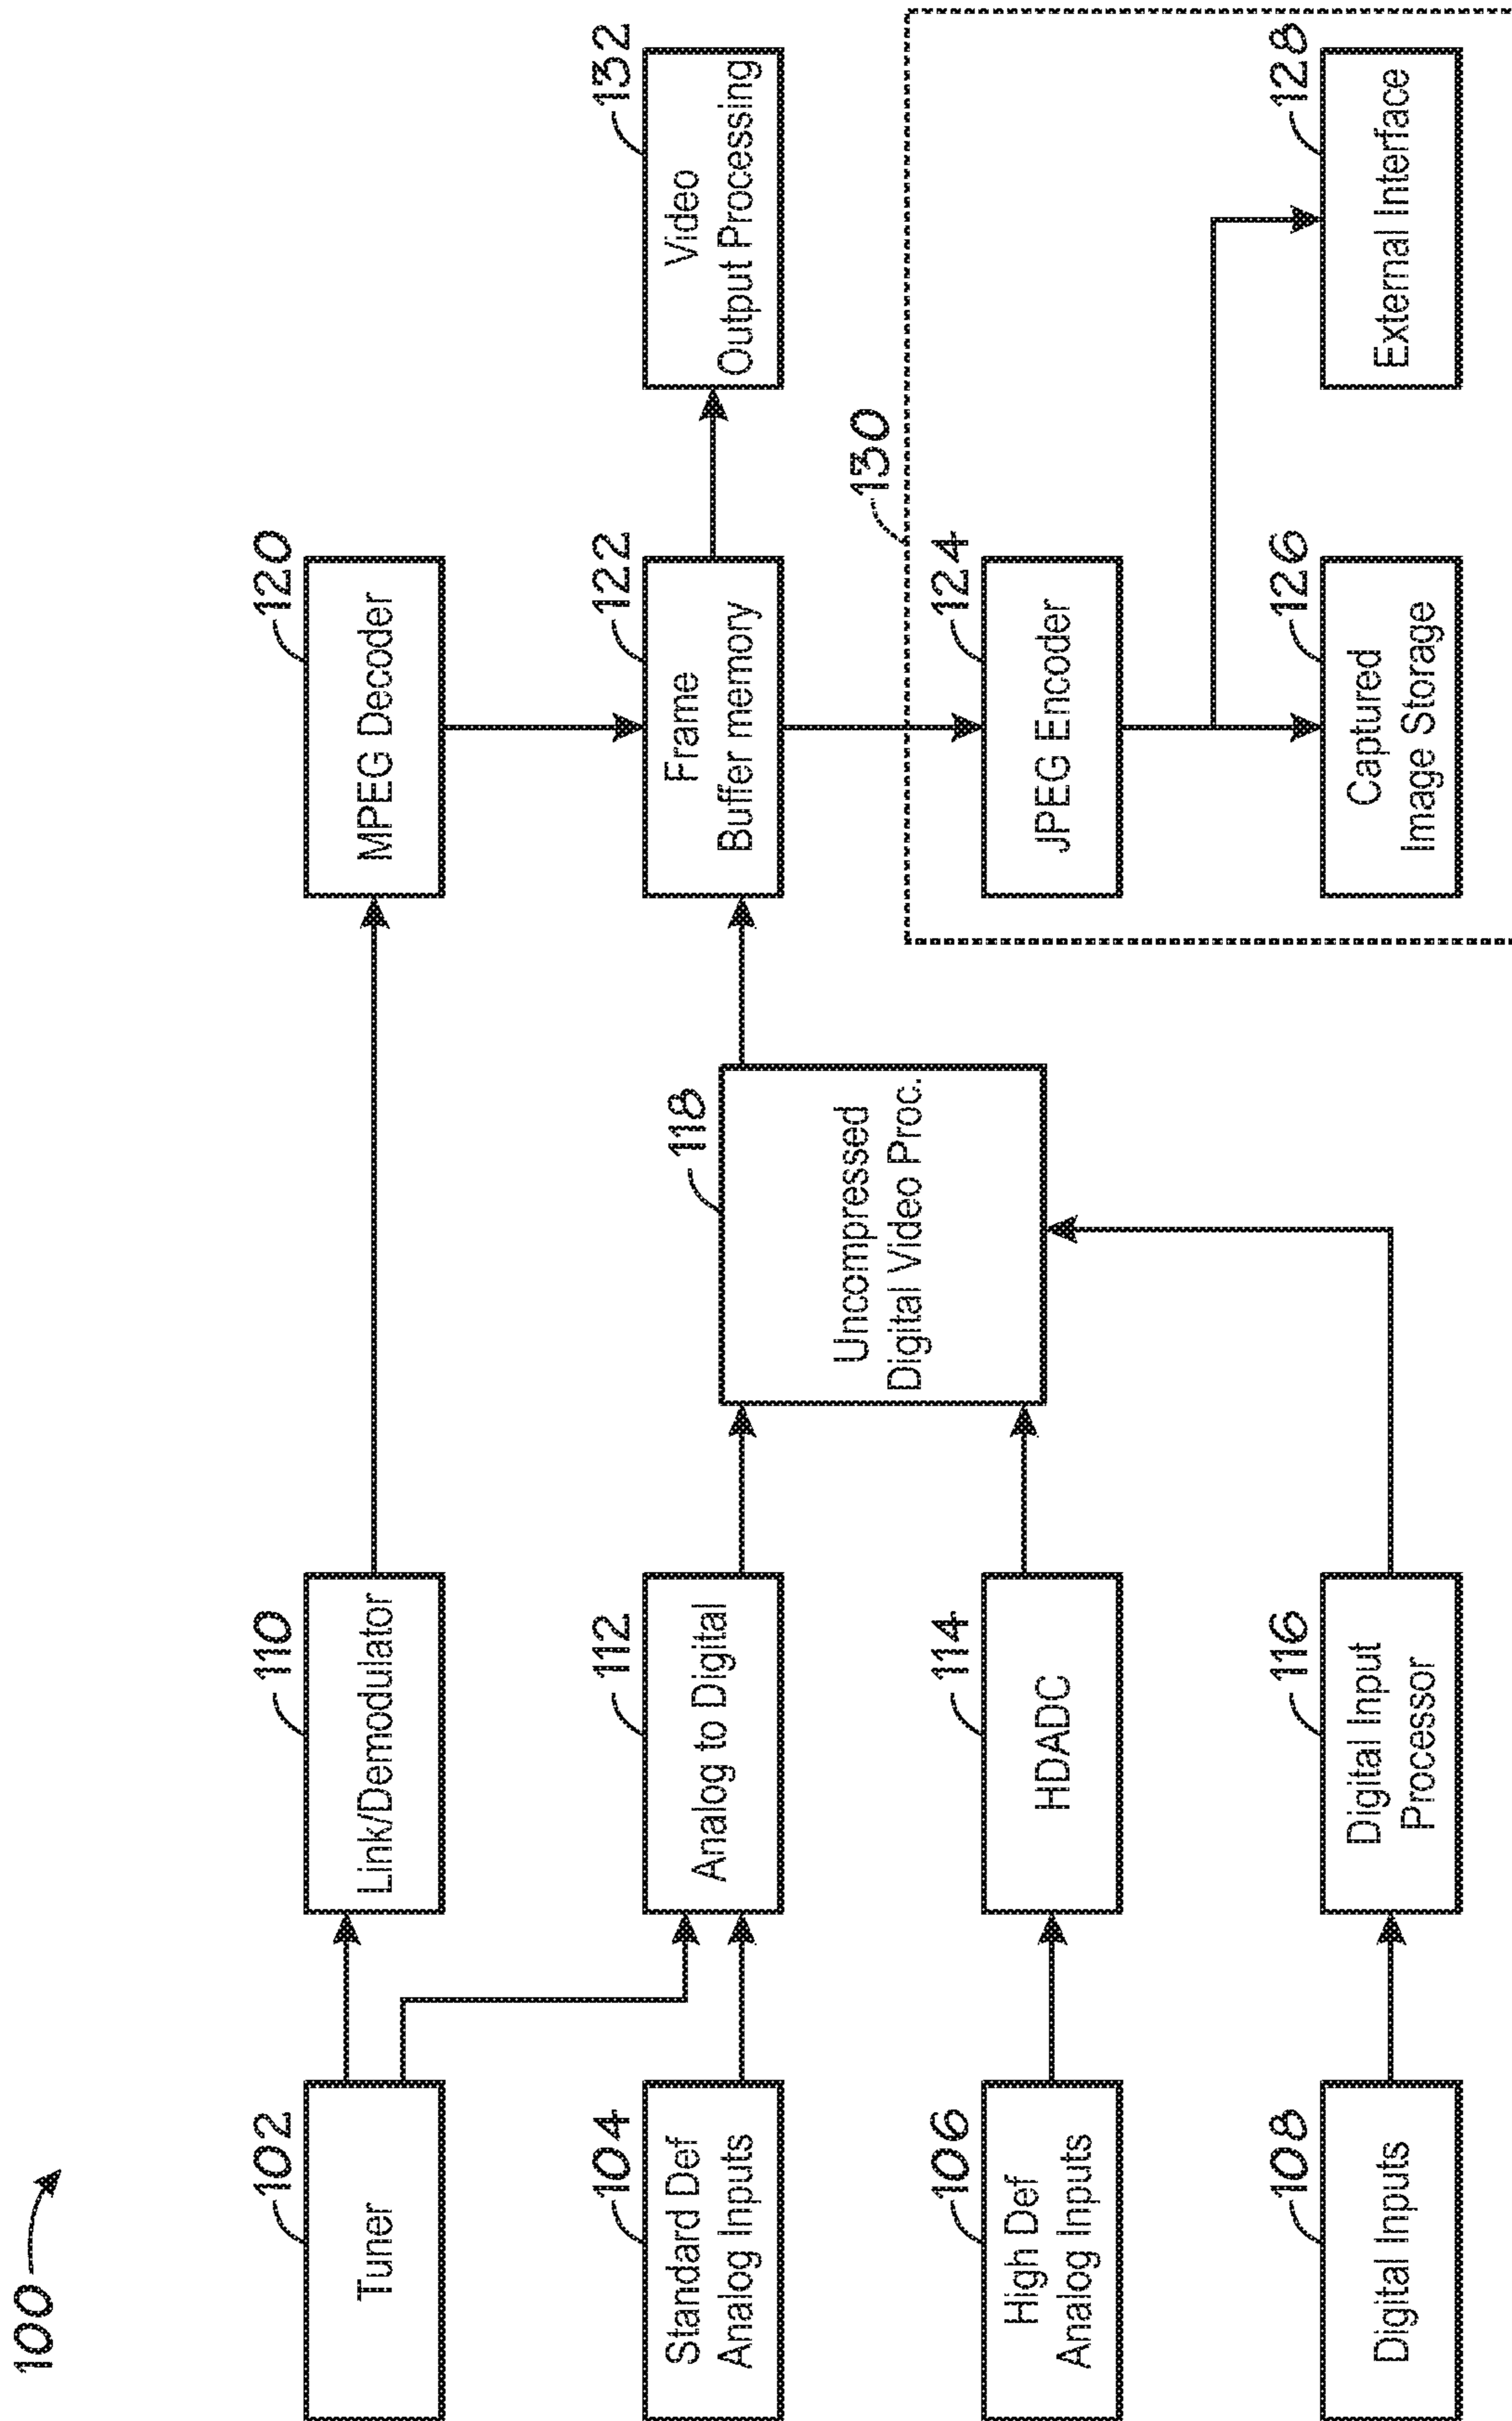 100
102
Tuner
104
Standard Def
Analog Inputs
106
High Def
Analog Inputs
108
Digital Inputs
110
Link/Demodulator
112
Analog to Digital
114
HDADC
116
Digital Input
Processor
118
Uncompressed
Digital Video Proc.
120
MPEG Decoder
122
Frame
Buffer memory
130
124
JPEG Encoder
126
Captured
Image Storage
132
Video
Output Processing
128
External Interface